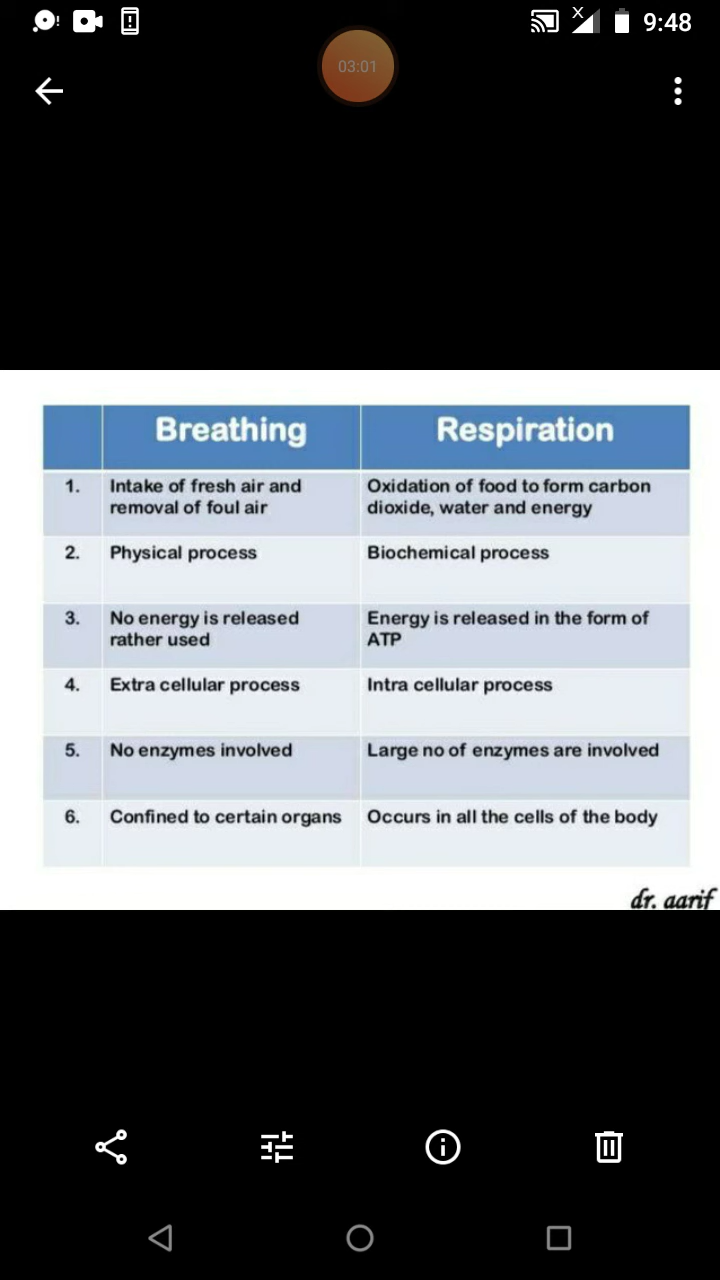 9:48
03:01
Breathing Respiration
1. Intake of fresh air and Oxidation of food to form carbon
removal of foul air dioxide, water and energy
2. Physical process Biochemical process
3. No energy is released Energy is released in the form of
rather used ATP
4. Extra cellular process Intra cellular process
5. No enzymes involved Large no of enzymes are involved
6. Confined to certain organs Occurs in all the cells of the body
dr. aarif